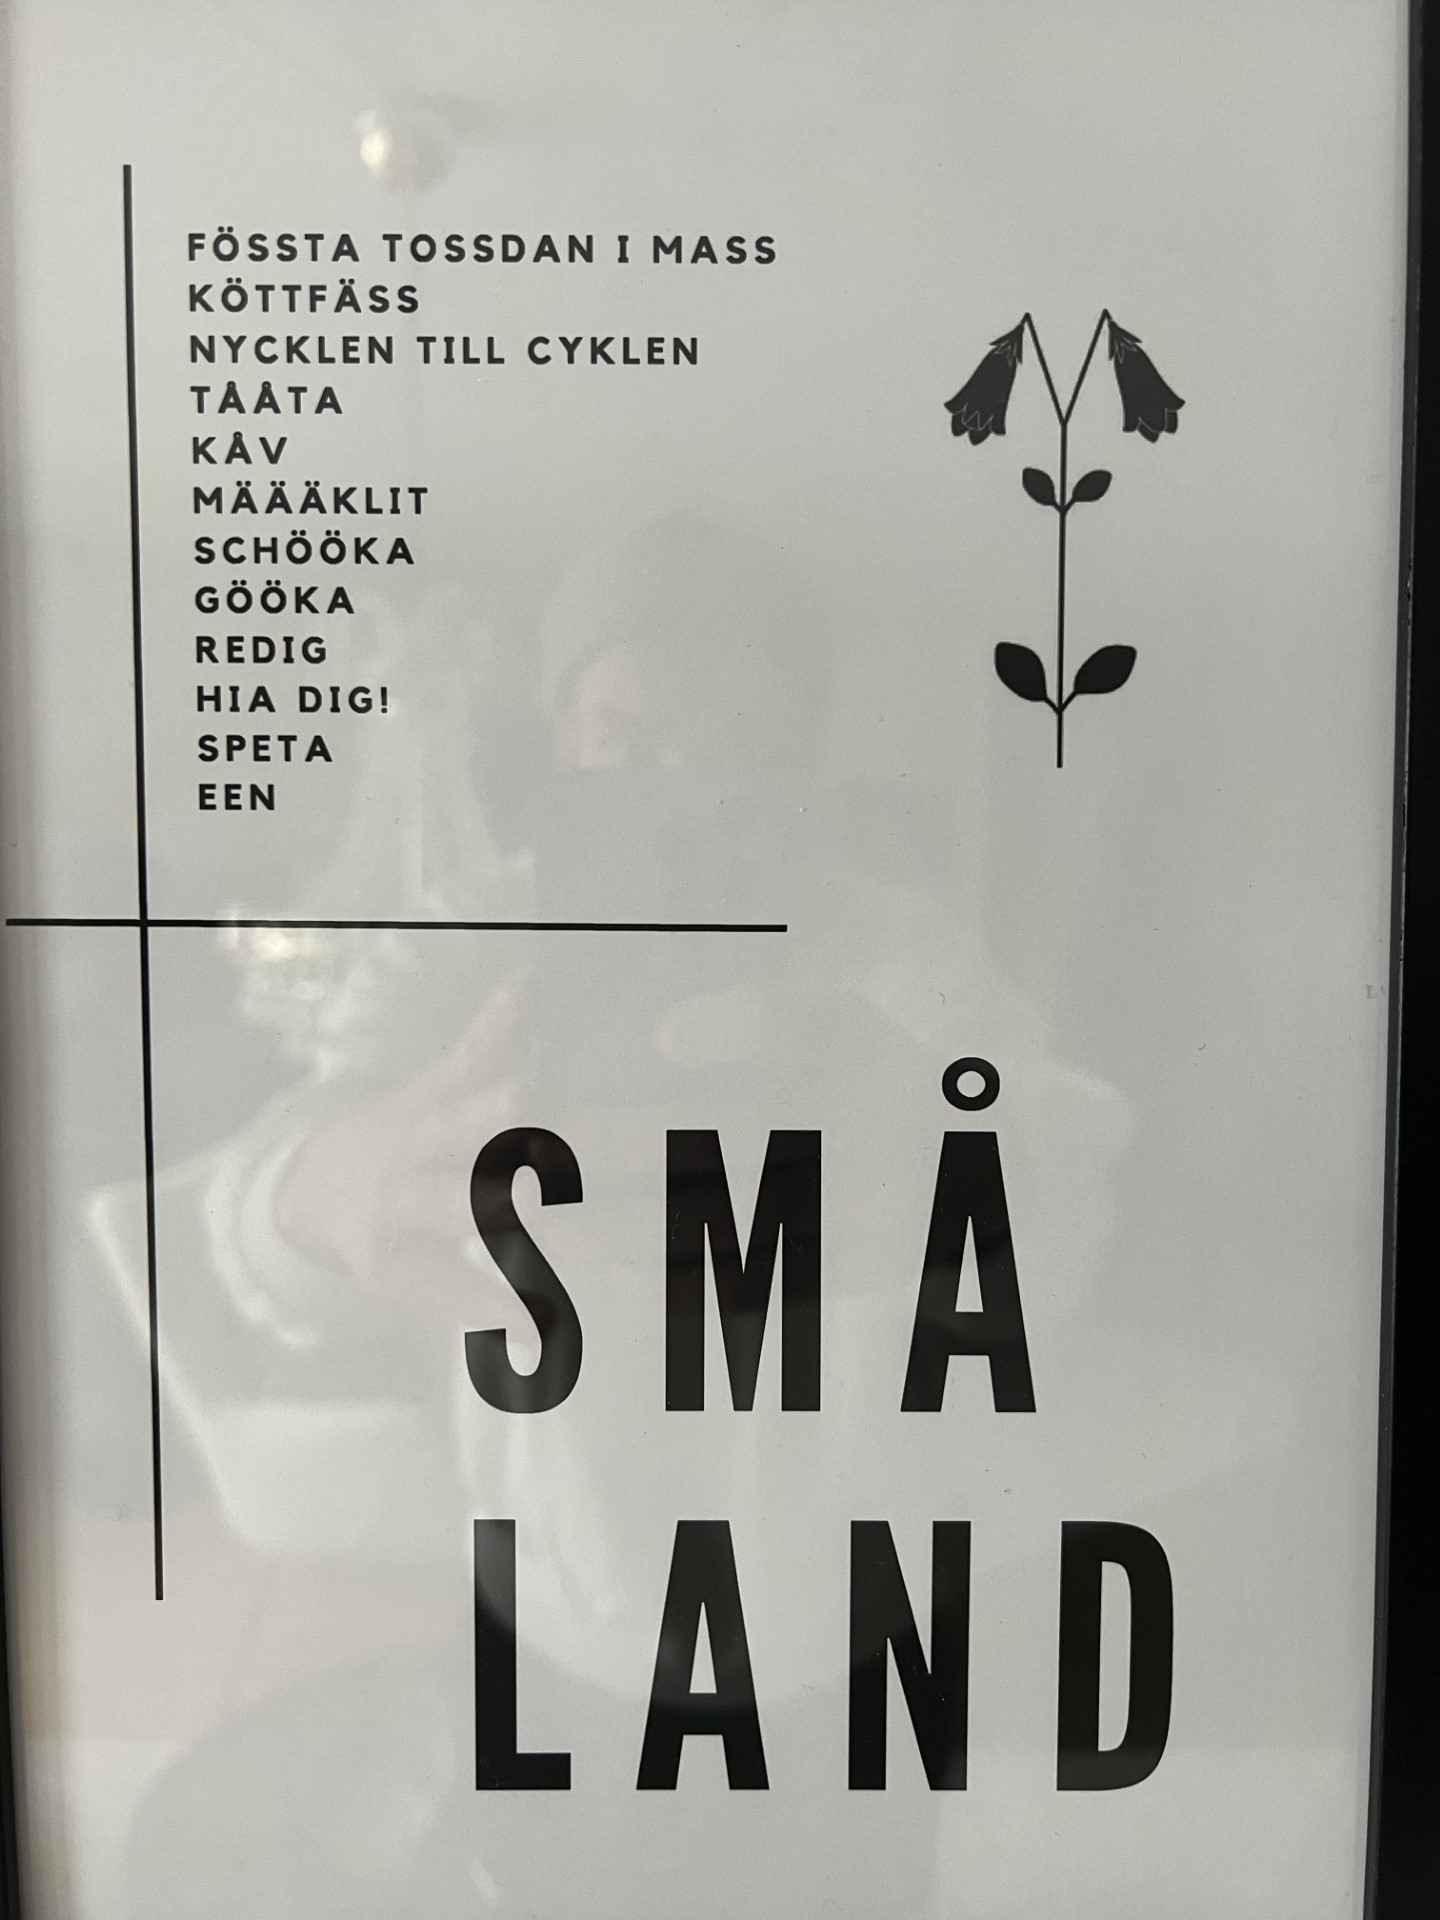 FÖSSTA TOSSDAN I MASS
KÖTTFÄSS
NYCKLEN TILL CYKLEN
TÅÅTA
KÅV
MÄÄÄKLIT
SCHÖÖKA
GÖÖKA
REDIG
HIA DIG!
SPETA
EEN
SMÅ
LAND